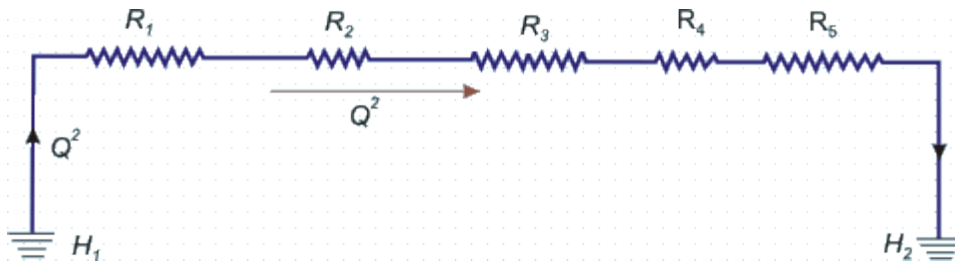 R₁ R₂ R₃ R₄ R₅
Q²
Q²
H₁ H₂